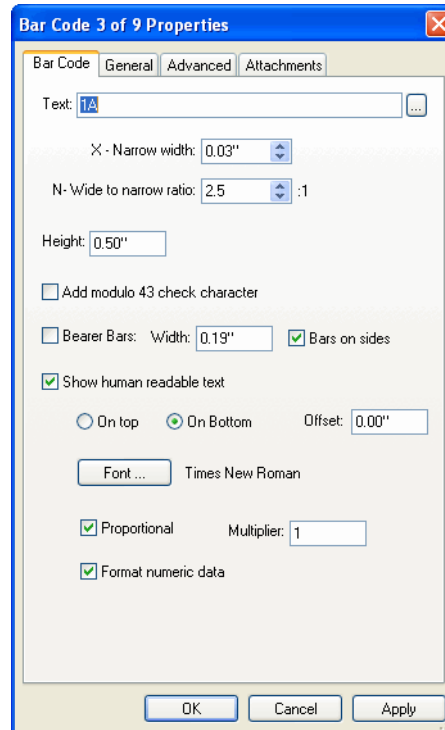 Bar Code 3 of 9 Properties
Bar Code General Advanced Attachments
Text: 1A ...
X - Narrow width: 0.03"
N- Wide to narrow ratio: 2.5 :1
Height: 0.50"
Add modulo 43 check character
Bearer Bars: Width: 0.19" Bars on sides
Show human readable text
On top On Bottom Offset: 0.00"
Font ... Times New Roman
Proportional Multiplier: 1
Format numeric data
OK Cancel Apply